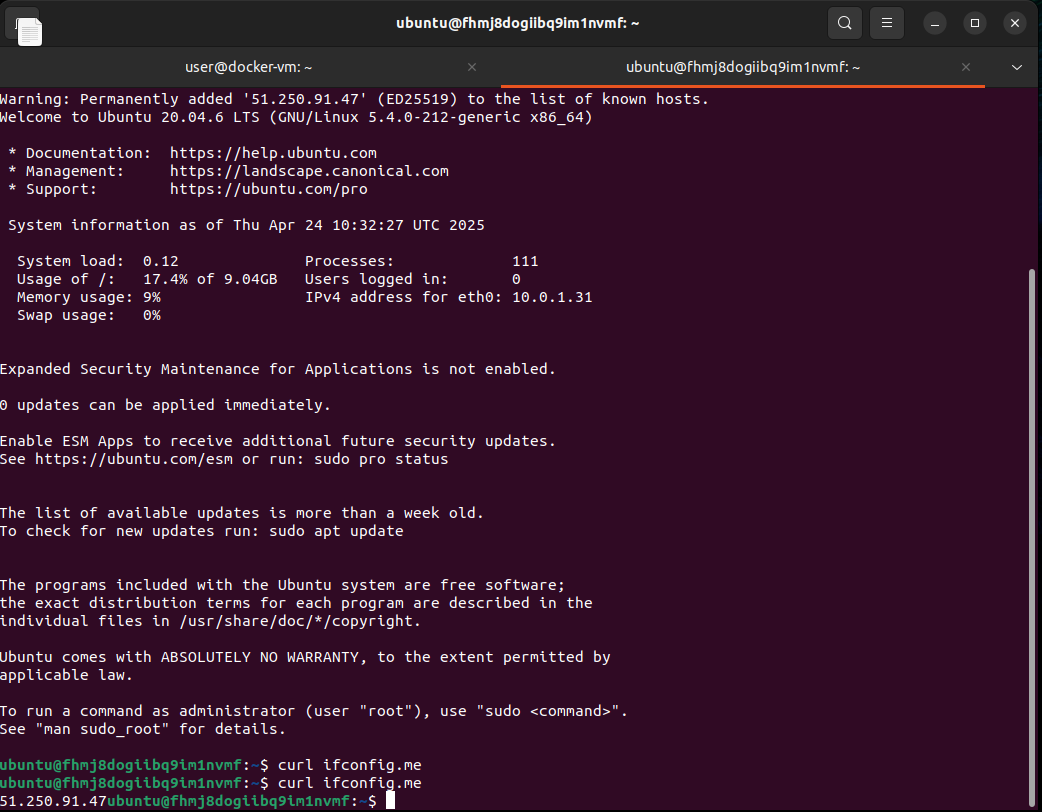 ubuntu@fhmj8dogiibq9im1nvmf: ~
user@docker-vm: ~
ubuntu@fhmj8dogiibq9im1nvmf: ~
Warning: Permanently added '51.250.91.47' (ED25519) to the list of known hosts.
Welcome to Ubuntu 20.04.6 LTS (GNU/Linux 5.4.0-212-generic x86_64)
* Documentation:  https://help.ubuntu.com
* Management:     https://landscape.canonical.com
* Support:        https://ubuntu.com/pro
System information as of Thu Apr 24 10:32:27 UTC 2025
System load:  0.12              Processes:             111
Usage of /:   17.4% of 9.04GB   Users logged in:       0
Memory usage: 9%                IPv4 address for eth0: 10.0.1.31
Swap usage:   0%
Expanded Security Maintenance for Applications is not enabled.
0 updates can be applied immediately.
Enable ESM Apps to receive additional future security updates.
See https://ubuntu.com/esm or run: sudo pro status
The list of available updates is more than a week old.
To check for new updates run: sudo apt update
The programs included with the Ubuntu system are free software;
the exact distribution terms for each program are described in the
individual files in /usr/share/doc/*/copyright.
Ubuntu comes with ABSOLUTELY NO WARRANTY, to the extent permitted by
applicable law.
To run a command as administrator (user "root"), use "sudo <command>".
See "man sudo_root" for details.
ubuntu@fhmj8dogiibq9im1nvmf:~$ curl ifconfig.me
ubuntu@fhmj8dogiibq9im1nvmf:~$ curl ifconfig.me
51.250.91.47ubuntu@fhmj8dogiibq9im1nvmf:~$